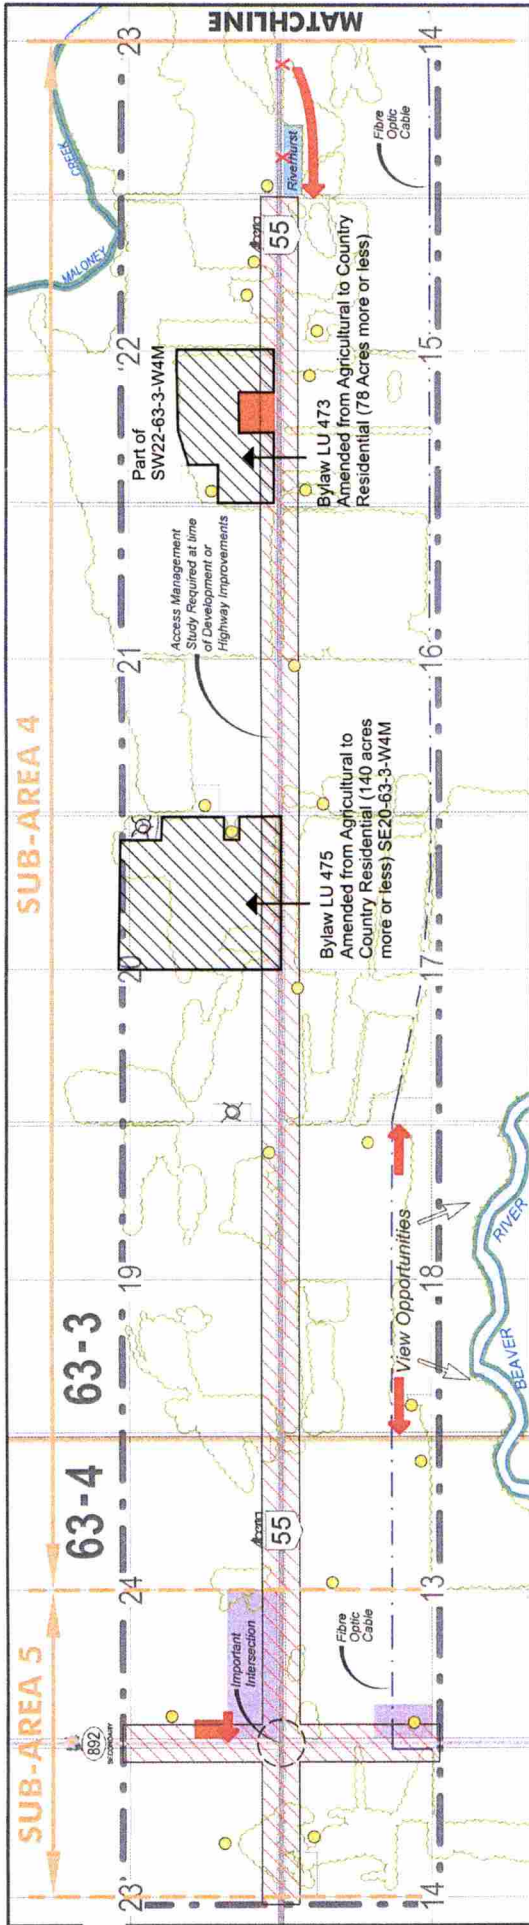 SUB-AREA 5
SUB-AREA 4
MATCHLINE
63-4
63-3
23
24
19
20
21
22
23
892
SECONDARY
Important
Intersection
Alberta
55
Part of
SW22-63-3-W4M
Access Management
Study Required at time
of Development or
Highway Improvements
MALONEY
CREEK
Alberta
55
Riverhurst
Bylaw LU 475
Amended from Agricultural to
Country Residential (140 acres
more or less) SE20-63-3-W4M
Bylaw LU 473
Amended from Agricultural to Country
Residential (78 Acres more or less)
Fibre
Optic
Cable
View Opportunities
Fibre
Optic
Cable
14
13
18
17
16
15
14
BEAVER
RIVER